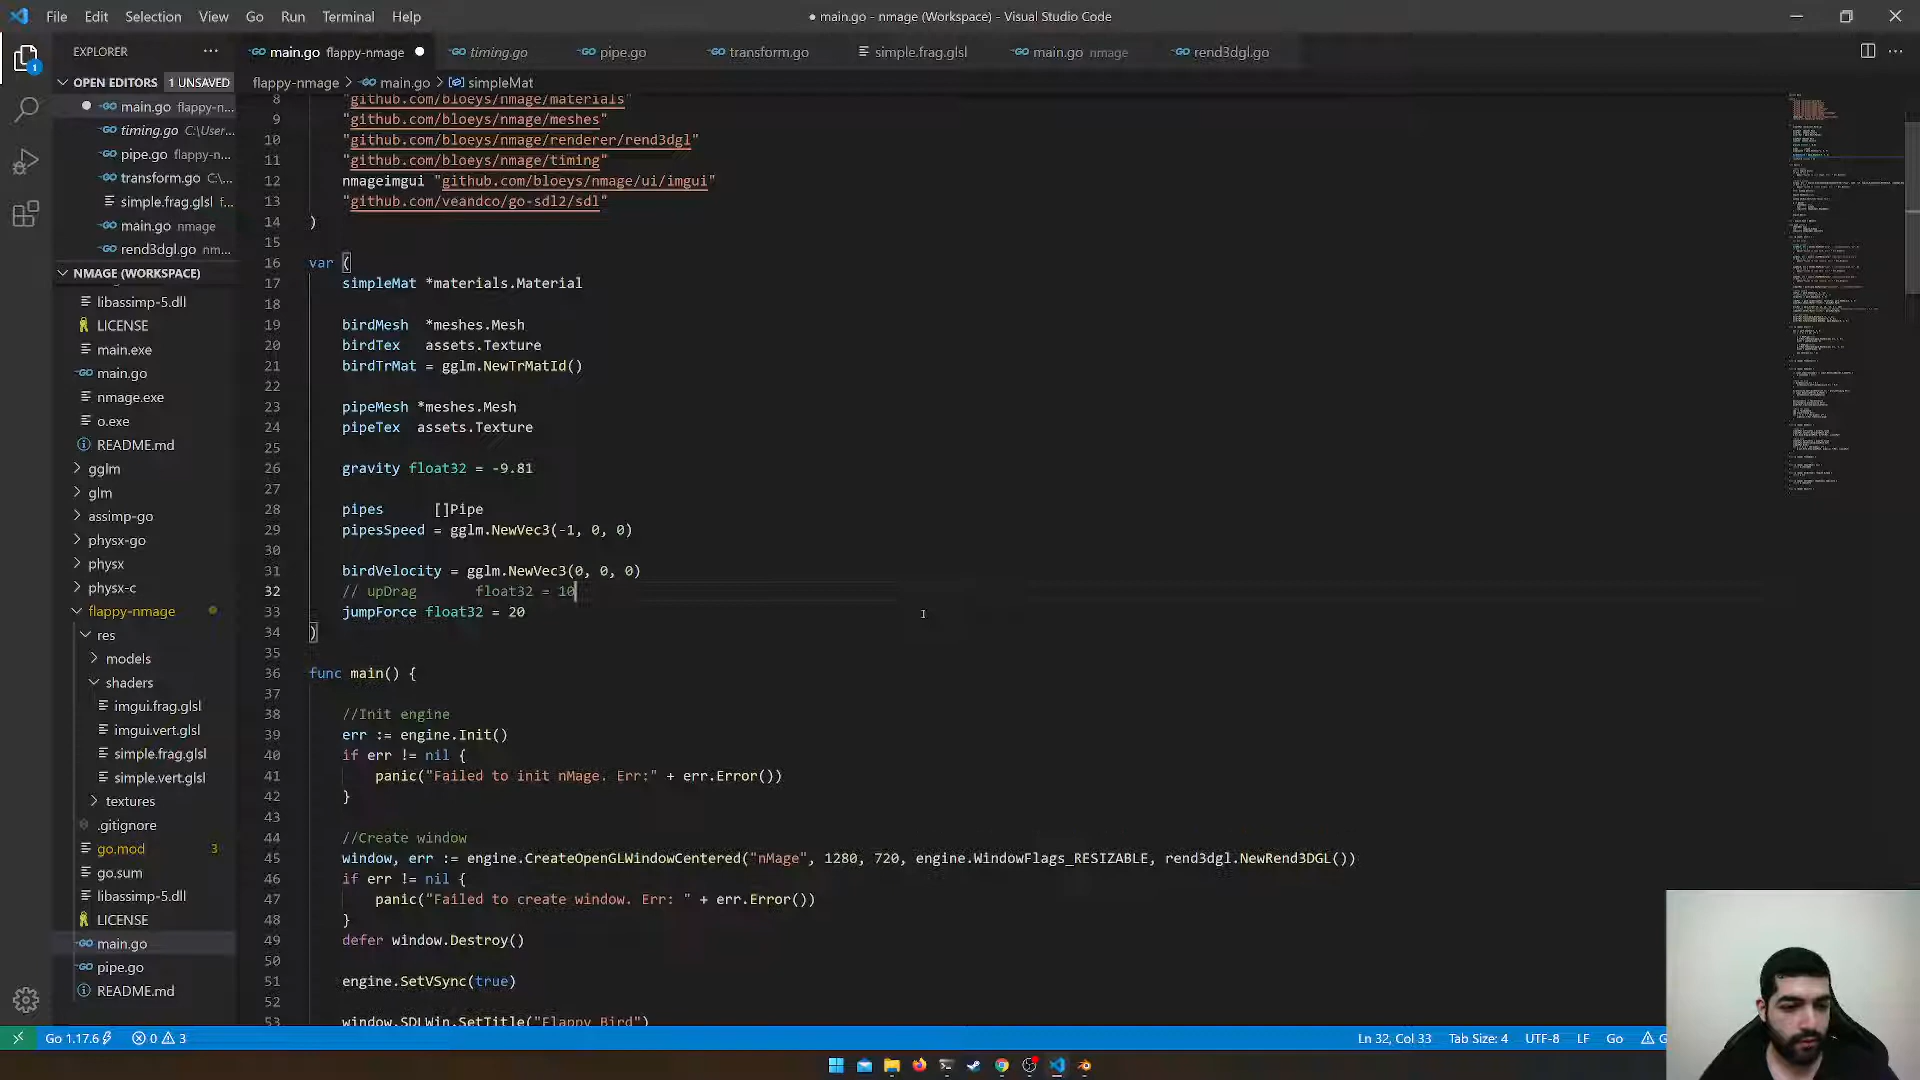 File Edit Selection View Go Run Terminal Help
● main.go - nmage (Workspace) - Visual Studio Code
EXPLORER
main.go flappy-nmage
timing.go
pipe.go
transform.go
simple.frag.glsl
main.go nmage
rend3dgl.go
OPEN EDITORS 1 UNSAVED
flappy-nmage > main.go > simpleMat
main.go flappy-n...
timing.go C:\User...
pipe.go flappy-n...
transform.go C:\...
simple.frag.glsl f...
main.go nmage
rend3dgl.go nm...
NMAGE (WORKSPACE)
libassimp-5.dll
LICENSE
main.exe
main.go
nmage.exe
o.exe
README.md
gglm
glm
assimp-go
physx-go
physx
physx-c
flappy-nmage
res
models
shaders
imgui.frag.glsl
imgui.vert.glsl
simple.frag.glsl
simple.vert.glsl
textures
.gitignore
go.mod 3
go.sum
libassimp-5.dll
LICENSE
main.go
pipe.go
README.md
8 "github.com/bloeys/nmage/materials"
9 "github.com/bloeys/nmage/meshes"
10 "github.com/bloeys/nmage/renderer/rend3dgl"
11 "github.com/bloeys/nmage/timing"
12 nmageimgui "github.com/bloeys/nmage/ui/imgui"
13 "github.com/veandco/go-sdl2/sdl"
14 )
15
16 var (
17 simpleMat *materials.Material
18
19 birdMesh *meshes.Mesh
20 birdTex assets.Texture
21 birdTrMat = gglm.NewTrMatId()
22
23 pipeMesh *meshes.Mesh
24 pipeTex assets.Texture
25
26 gravity float32 = -9.81
27
28 pipes []Pipe
29 pipesSpeed = gglm.NewVec3(-1, 0, 0)
30
31 birdVelocity = gglm.NewVec3(0, 0, 0)
32 // upDrag float32 = 10
33 jumpForce float32 = 20
34 )
35
36 func main() {
37
38 //Init engine
39 err := engine.Init()
40 if err != nil {
41 panic("Failed to init nMage. Err:" + err.Error())
42 }
43
44 //Create window
45 window, err := engine.CreateOpenGLWindowCentered("nMage", 1280, 720, engine.WindowFlags_RESIZABLE, rend3dgl.NewRend3DGL())
46 if err != nil {
47 panic("Failed to create window. Err: " + err.Error())
48 }
49 defer window.Destroy()
50
51 engine.SetVSync(true)
52
53 window.SDLWin.SetTitle("Flappy Bird")
Go 1.17.6 0 3
Ln 32, Col 33 Tab Size: 4 UTF-8 LF Go